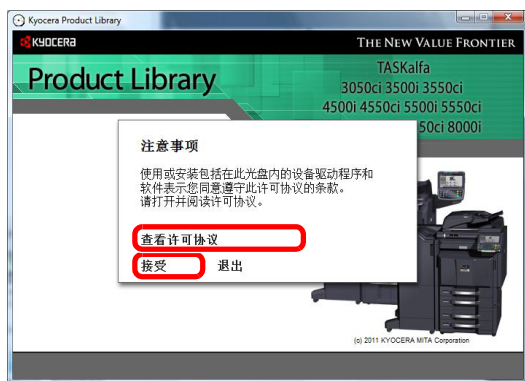 Kyocera Product Library
KYOCERA
THE NEW VALUE FRONTIER
Product Library
TASKalfa
3050ci 3500i 3550ci
4500i 4550ci 5500i 5550ci
50ci 8000i
注意事项
使用或安装包括在此光盘内的设备驱动程序和
软件表示您同意遵守此许可协议的条款。
请打开并阅读许可协议。
查看许可协议
接受 退出
(c) 2011 KYOCERA MITA Corporation